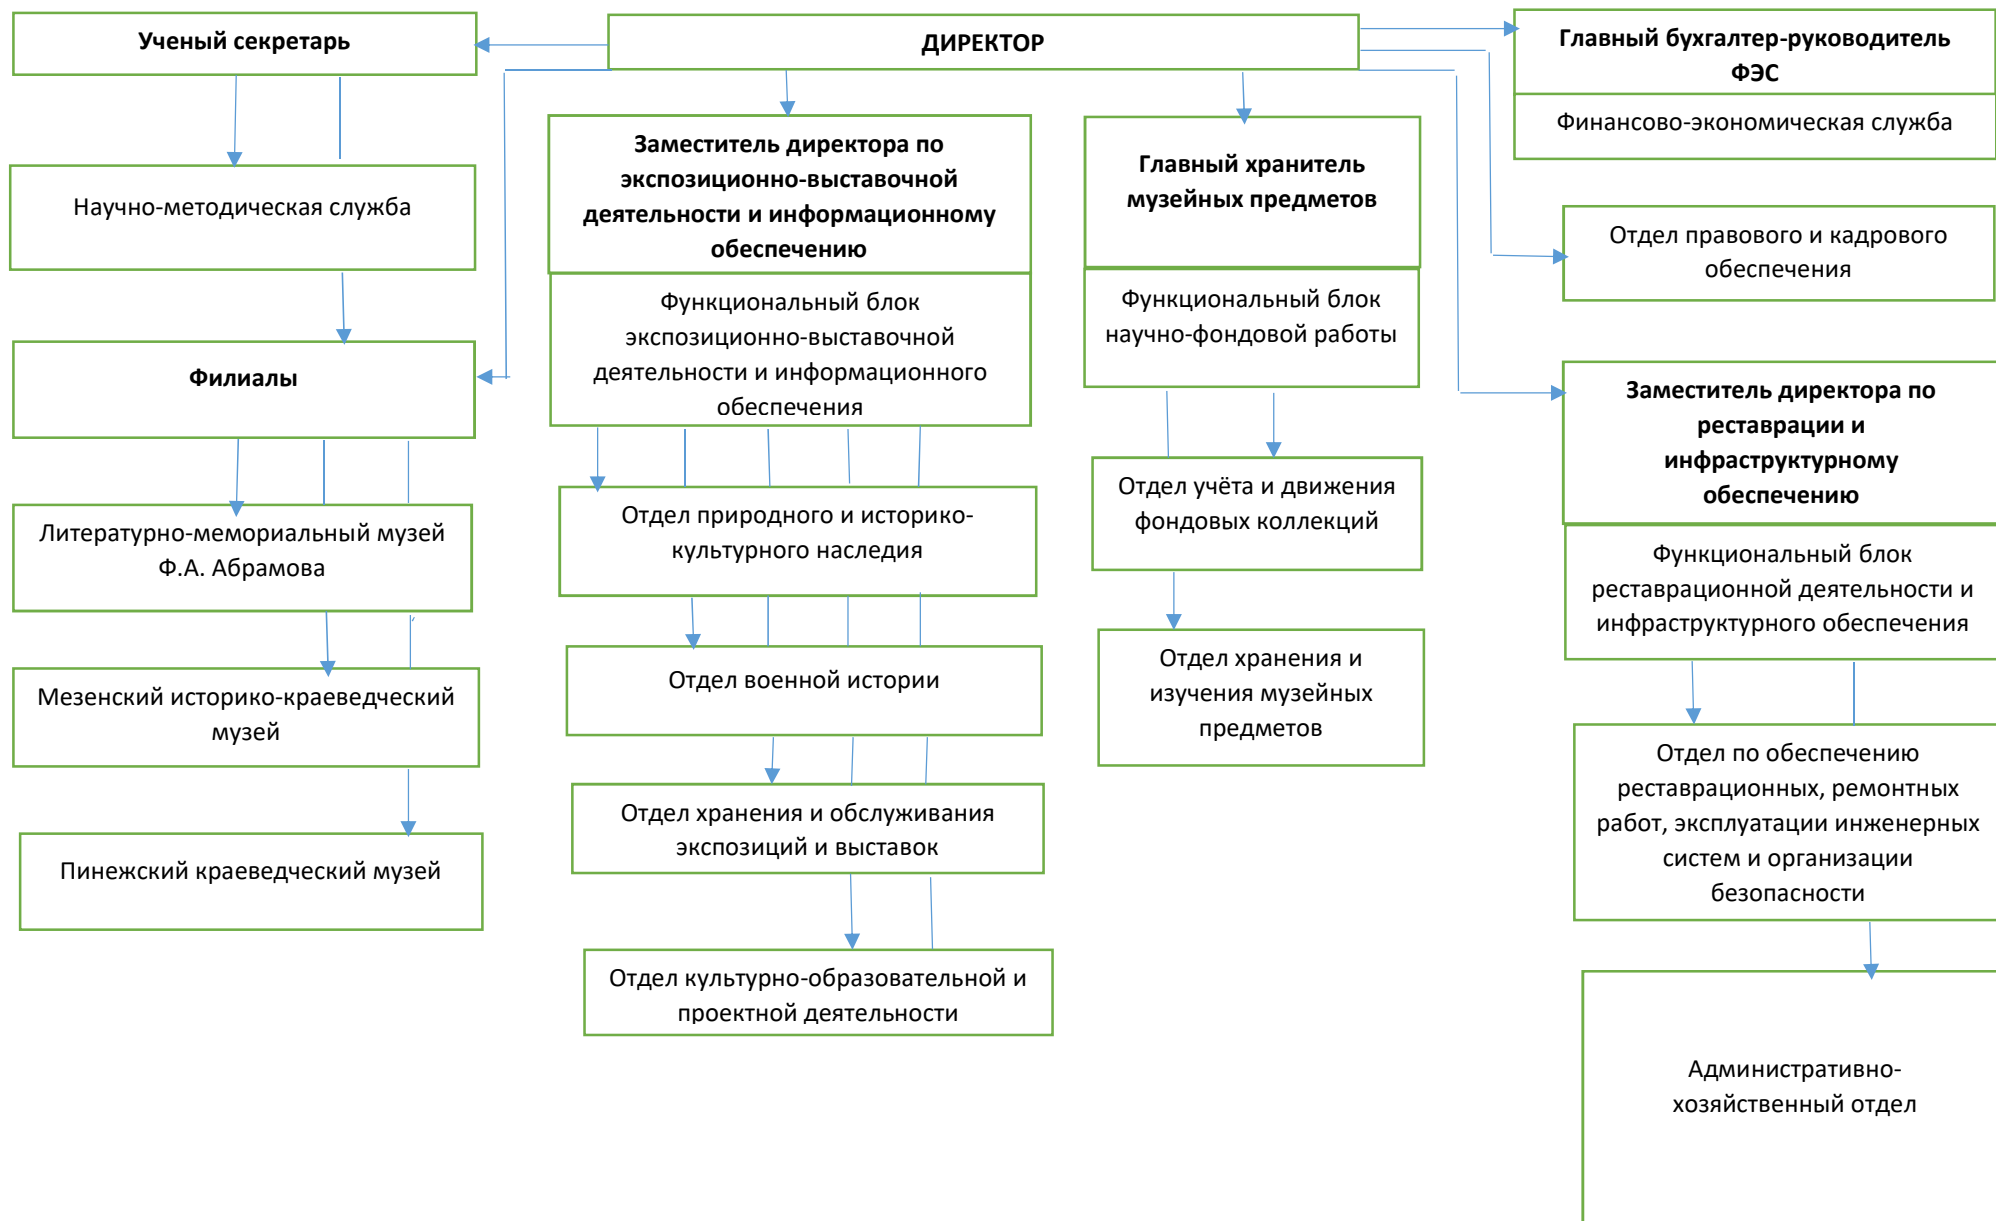 Ученый секретарь
ДИРЕКТОР
Главный бухгалтер-руководитель
ФЭС
Финансово-экономическая служба
Научно-методическая служба
Заместитель директора по
экспозиционно-выставочной
деятельности и информационному
обеспечению
Главный хранитель
музейных предметов
Отдел правового и кадрового
обеспечения
Функциональный блок
экспозиционно-выставочной
деятельности и информационного
обеспечения
Функциональный блок
научно-фондовой работы
Филиалы
Заместитель директора по
реставрации и
инфраструктурному
обеспечению
Литературно-мемориальный музей
Ф.А. Абрамова
Отдел природного и историко-
культурного наследия
Отдел учёта и движения
фондовых коллекций
Функциональный блок
реставрационной деятельности и
инфраструктурного обеспечения
Мезенский историко-краеведческий
музей
Отдел военной истории
Отдел хранения и
изучения музейных
предметов
Отдел по обеспечению
реставрационных, ремонтных
работ, эксплуатации инженерных
систем и организации
безопасности
Отдел хранения и обслуживания
экспозиций и выставок
Пинежский краеведческий музей
Отдел культурно-образовательной и
проектной деятельности
Административно-
хозяйственный отдел